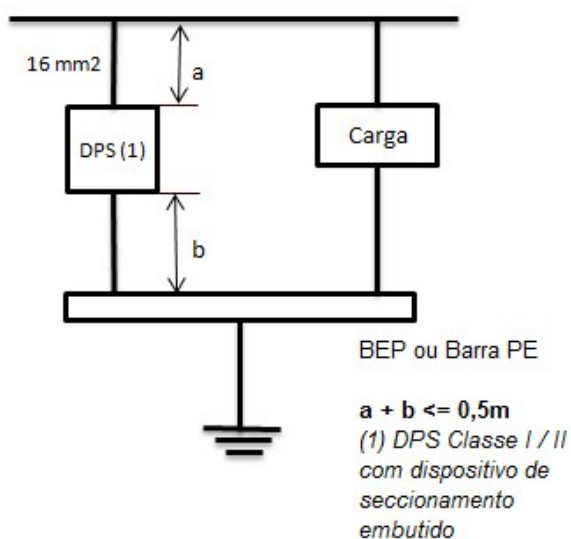 16 mm2
a
DPS (1)
Carga
b
BEP ou Barra PE
a + b <= 0,5m
(1) DPS Classe I / II
com dispositivo de
seccionamento
embutido